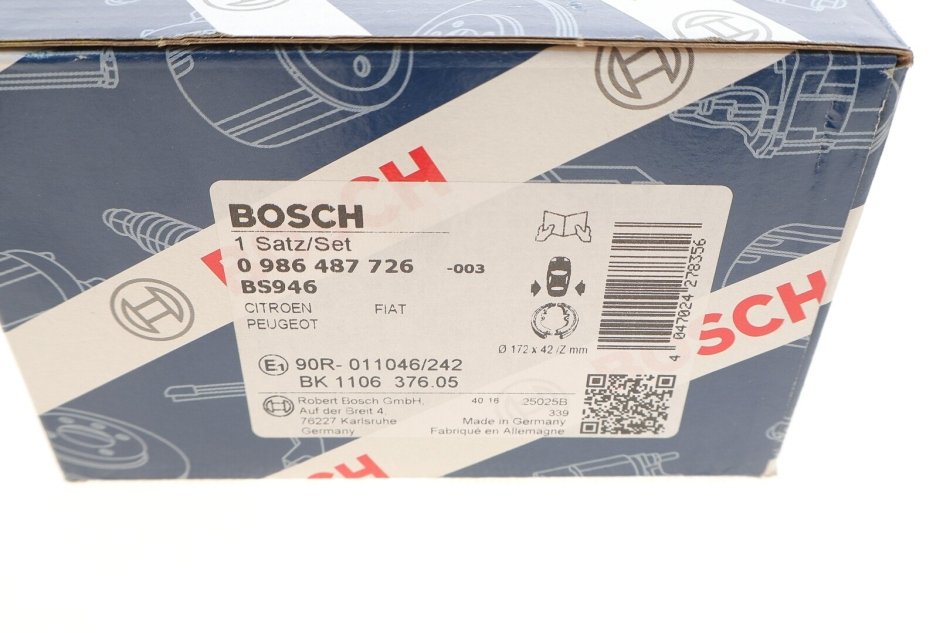 BOSCH
BOSCH
1 Satz/Set
0 986 487 726 -003
BS946
CITROEN FIAT
PEUGEOT
Ø 172 x 42 /Z mm
4 047024 278356
E1 90R- 011046/242
BK 1106 376.05
Robert Bosch GmbH, 40 16 25025B
Auf der Breit 4, 339
76227 Karlsruhe Made in Germany
Germany Fabriqué en Allemagne